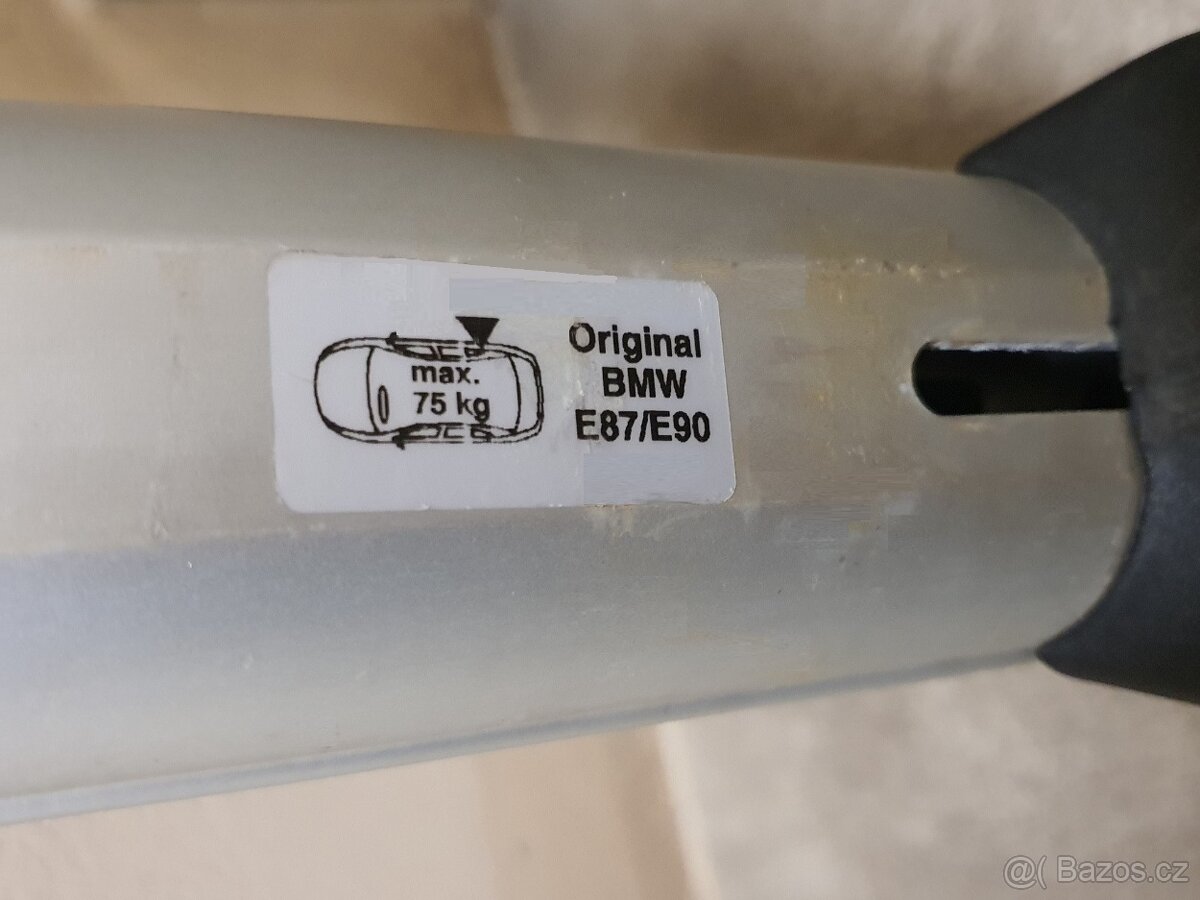 max.
75 kg
Original
BMW
E87/E90
@( Bazos.cz